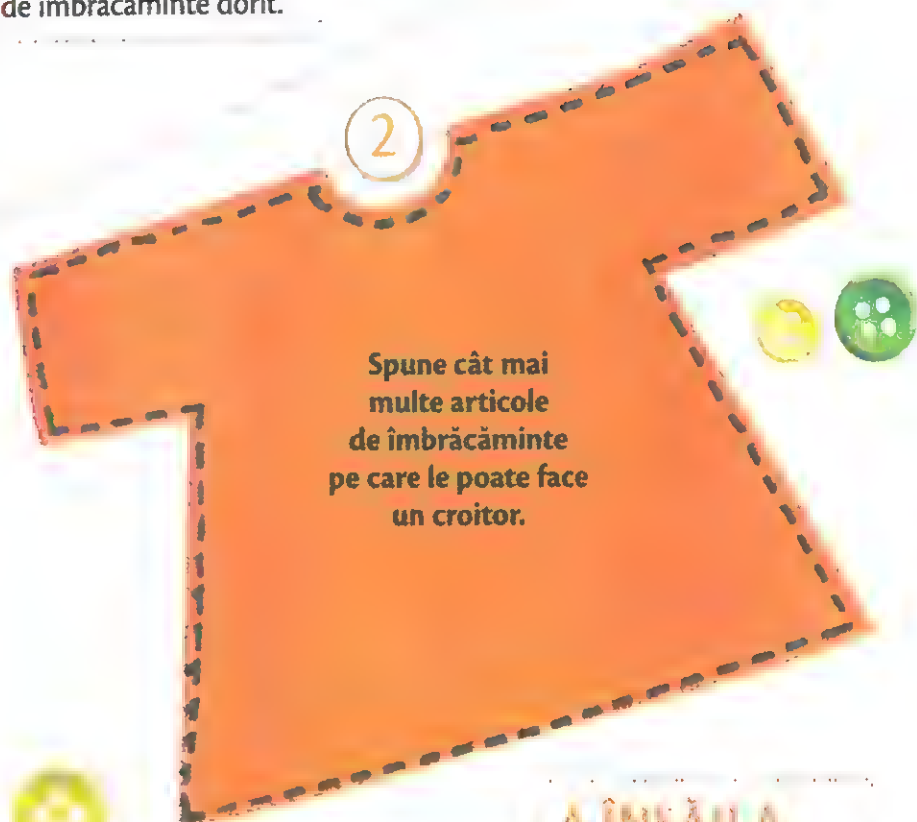 de îmbrăcăminte dorit.
2
Spune cât mai
multe articole
de îmbrăcăminte
pe care le poate face
un croitor.